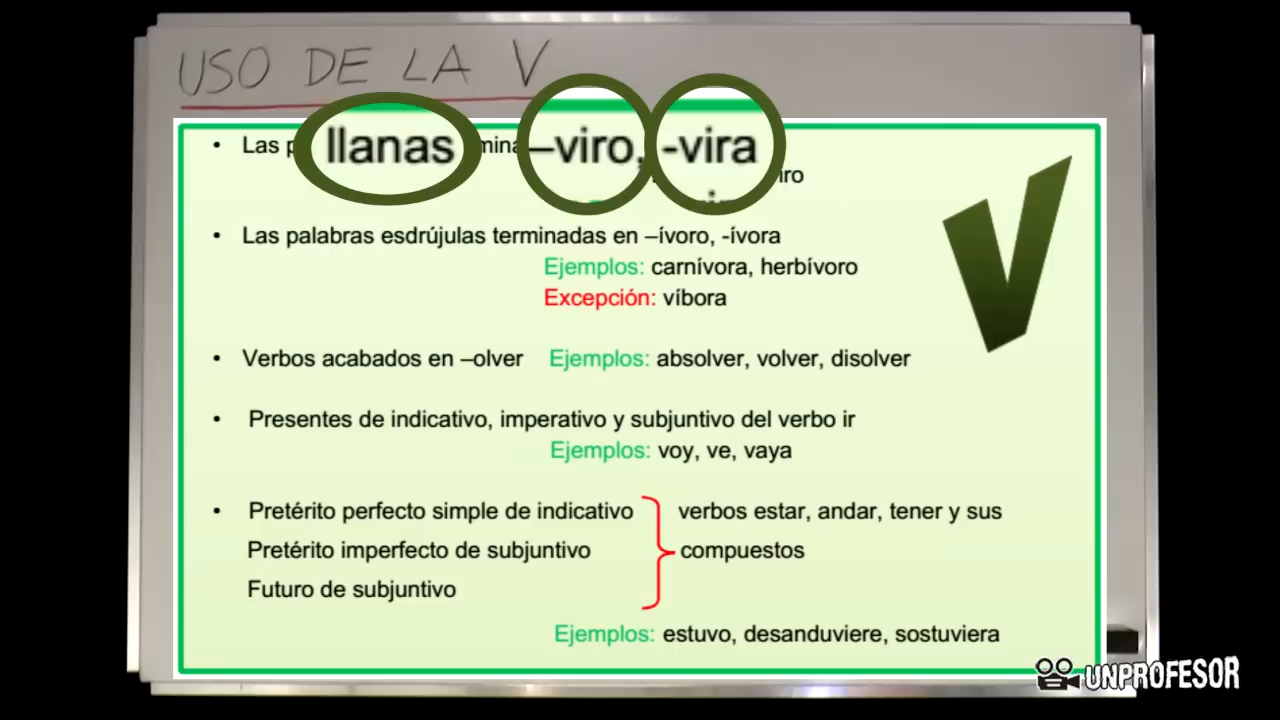 USO DE LA V
• Las llanas –viro, -vira
iro
• Las palabras esdrújulas terminadas en –ívoro, -ívora
Ejemplos: carnívora, herbívoro
Excepción: víbora
• Verbos acabados en –olver Ejemplos: absolver, volver, disolver
• Presentes de indicativo, imperativo y subjuntivo del verbo ir
Ejemplos: voy, ve, vaya
• Pretérito perfecto simple de indicativo verbos estar, andar, tener y sus
Pretérito imperfecto de subjuntivo compuestos
Futuro de subjuntivo
Ejemplos: estuvo, desanduviere, sostuviera
V
UNPROFESOR